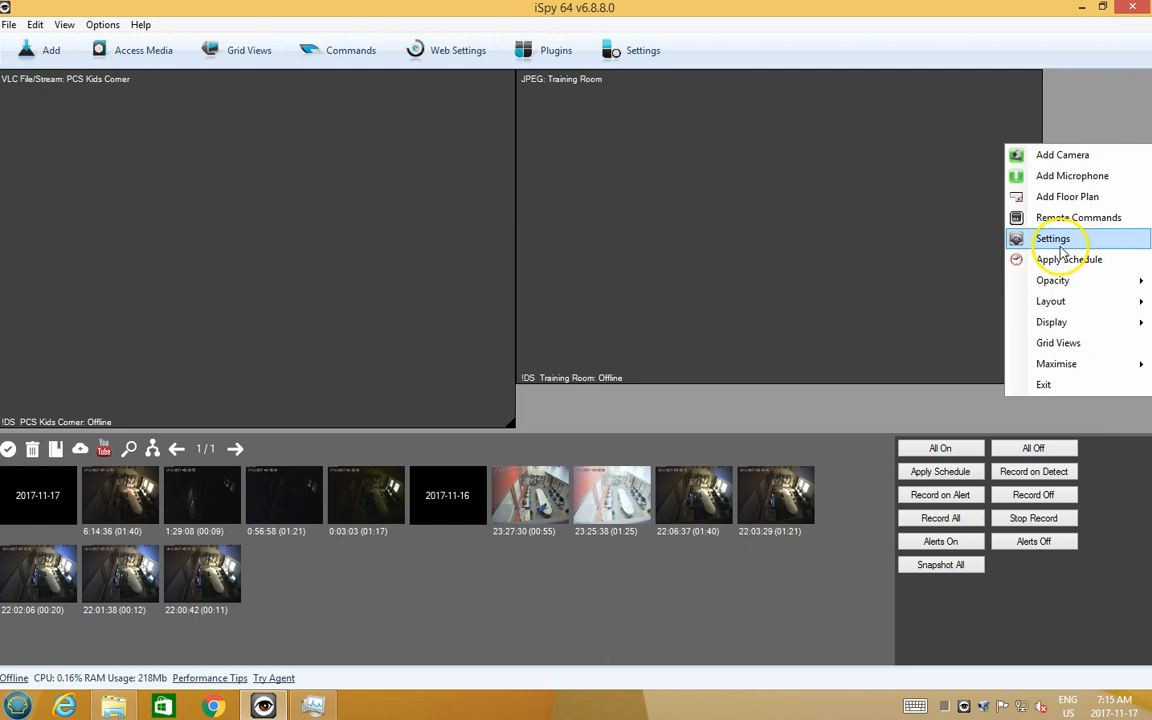 iSpy 64 v6.8.8.0
File Edit View Options Help
Add Access Media Grid Views Commands Web Settings Plugins Settings
VLC File/Stream: PCS Kids Corner
JPEG: Training Room
Add Camera
Add Microphone
Add Floor Plan
Remote Commands
Settings
Apply Schedule
Opacity
Layout
Display
Grid Views
Maximise
Exit
!DS Training Room: Offline
!DS PCS Kids Corner: Offline
You Tube 1 / 1
All On All Off
Apply Schedule Record on Detect
Record on Alert Record Off
Record All Stop Record
Alerts On Alerts Off
Snapshot All
2017-11-17
2017-11-16
6:14:36 (01:40) 1:29:08 (00:09) 0:56:58 (01:21) 0:03:03 (01:17) 23:27:30 (00:55) 23:25:38 (01:25) 22:06:37 (01:40) 22:03:29 (01:21)
22:02:06 (00:20) 22:01:38 (00:12) 22:00:42 (00:11)
Offline CPU: 0.16% RAM Usage: 218Mb Performance Tips Try Agent
ENG 7:15 AM
US 2017-11-17